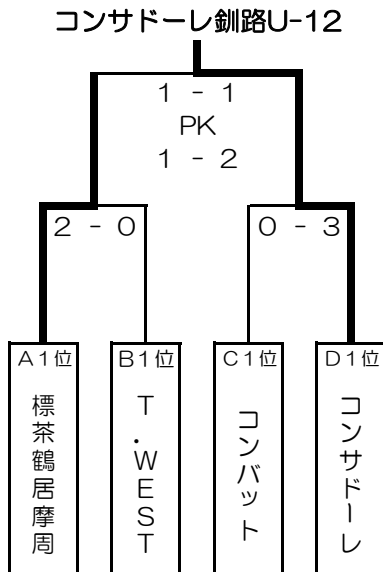 コンサドーレ釧路U-12
1 - 1
PK
1 - 2
2 - 0
0 - 3
A1位
B1位
C1位
D1位
標茶鶴居摩周
T.WEST
コンバット
コンサドーレ